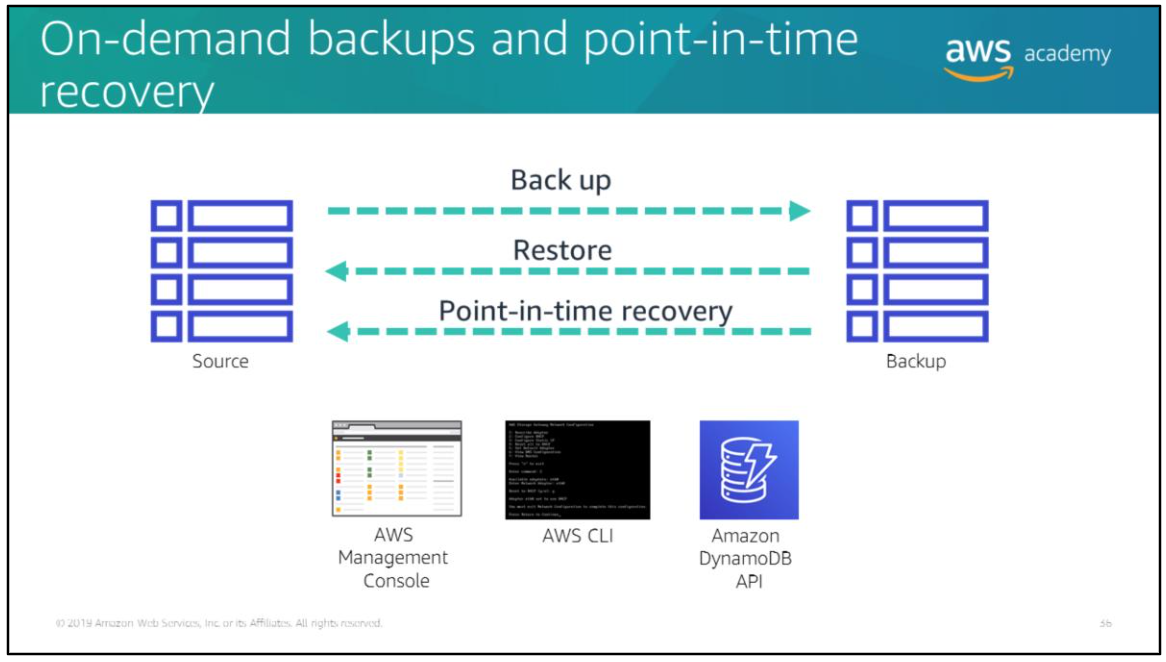 On-demand backups and point-in-time
recovery
aws academy
Back up
Restore
Point-in-time recovery
Source
Backup
AWS
Management
Console
AWS CLI
Amazon
DynamoDB
API
© 2019 Amazon Web Services, Inc. or its Affiliates. All rights reserved.
36